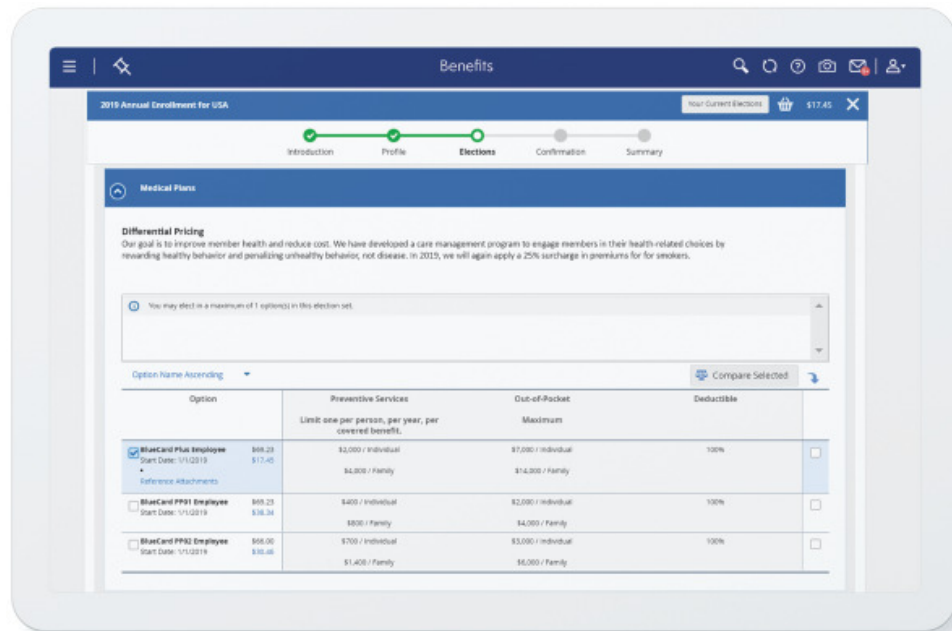 Benefits
2019 Annual Enrollment for USA
Your Current Elections
$17.45
Introduction
Profile
Elections
Confirmation
Summary
Medical Plans
Differential Pricing
Our goal is to improve member health and reduce cost. We have developed a care management program to engage members in their health-related choices by
rewarding healthy behavior and penalizing unhealthy behavior, not disease. In 2019, we will again apply a 25% surcharge in premiums for for smokers.
You may elect in a maximum of 1 option(s) in this election set.
Option Name Ascending
Compare Selected
Option
Preventive Services
Out-of-Pocket
Deductible
Limit one per person, per year, per
covered benefit.
Maximum
BlueCard Plus Employee
$2,000 / Individual
$7,000 / Individual
100%
Start Date: 1/1/2019
$17.45
$4,000 / Family
$14,000 / Family
Reference Attachments
BlueCard PP01 Employee
$400 / Individual
$2,000 / Individual
100%
Start Date: 1/1/2019
$38.34
$800 / Family
$4,000 / Family
BlueCard PP02 Employee
$66.00
$700 / Individual
$3,000 / Individual
100%
Start Date: 1/1/2019
$1,400 / Family
$6,000 / Family